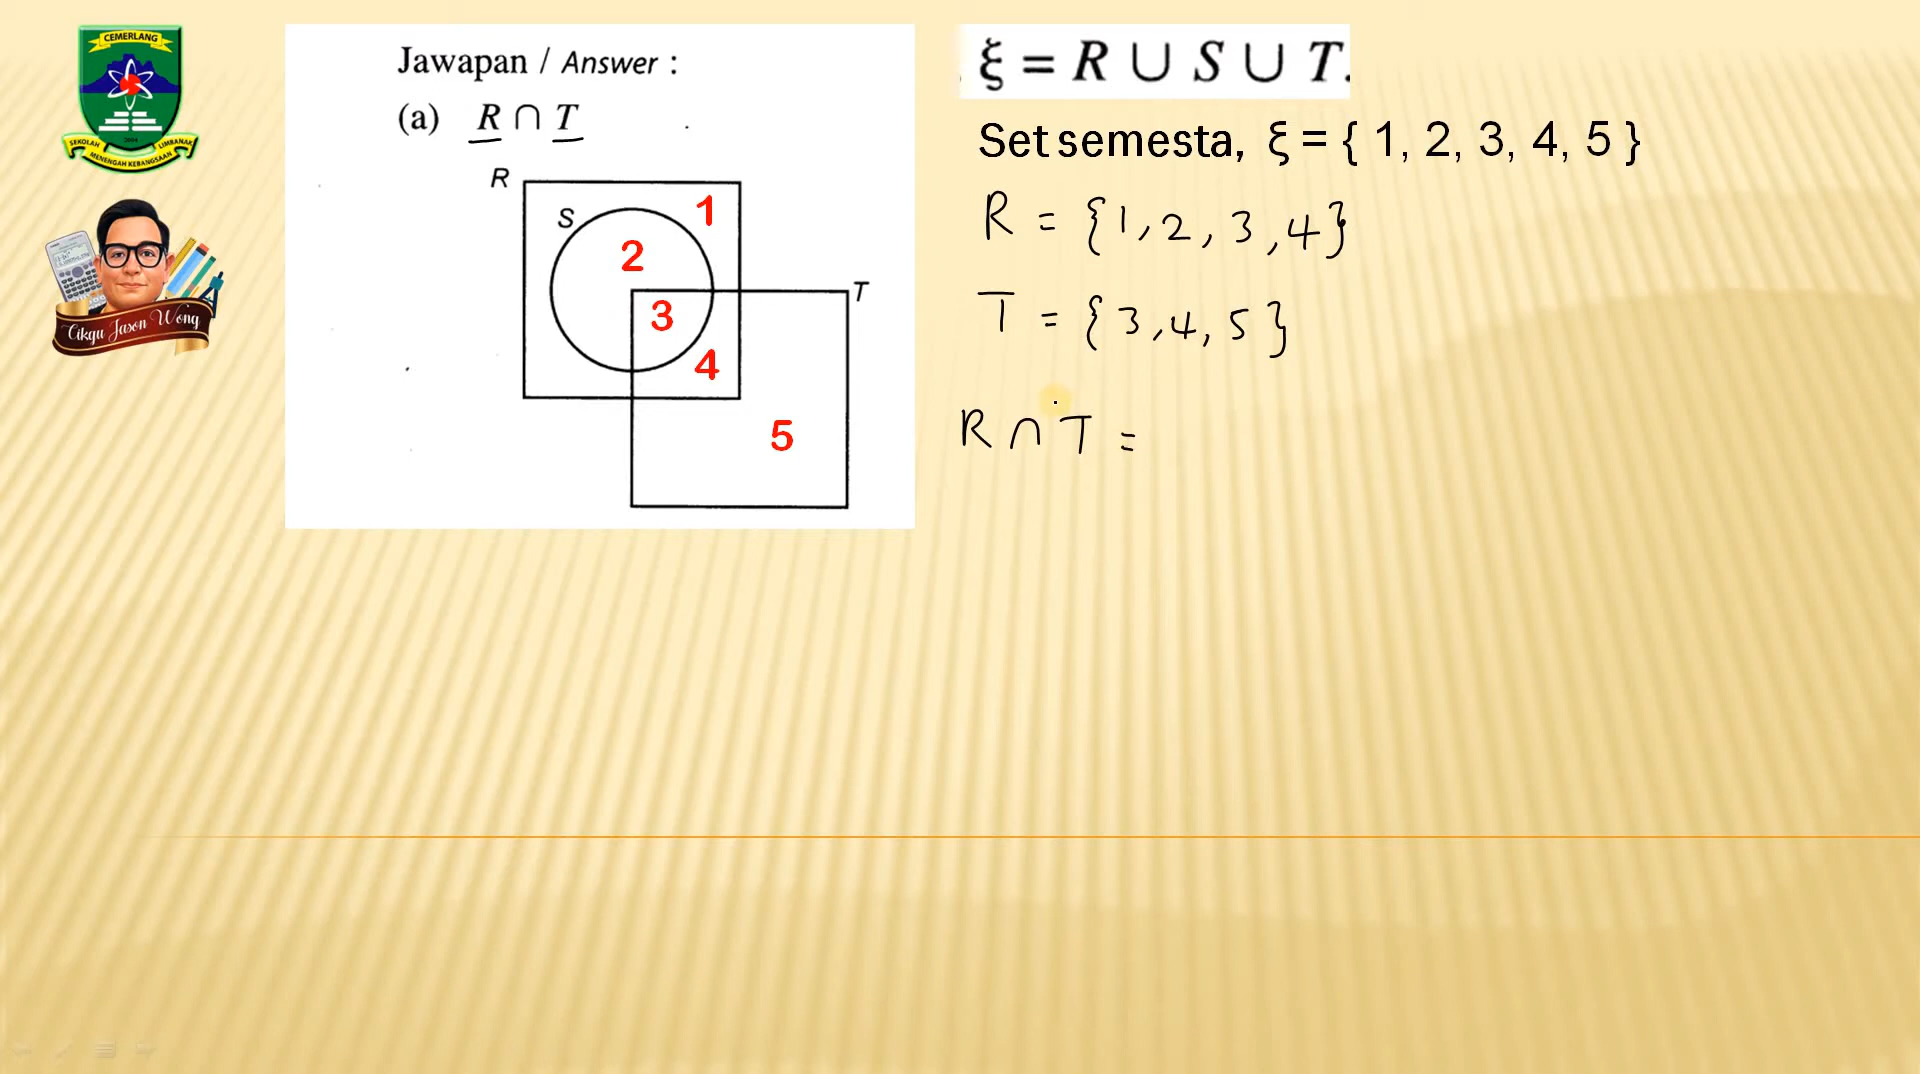 CEMERLANG
2004
SEKOLAH LIMBANAK
MENENGAH KEBANGSAAN
Cikgu Jason Wong
Jawapan / Answer :
(a) R ∩ T
R
S
T
1
2
3
4
5
ξ = R ∪ S ∪ T.
Set semesta, ξ = { 1, 2, 3, 4, 5 }
R = {1, 2, 3, 4}
T = {3, 4, 5}
R ∩ T =